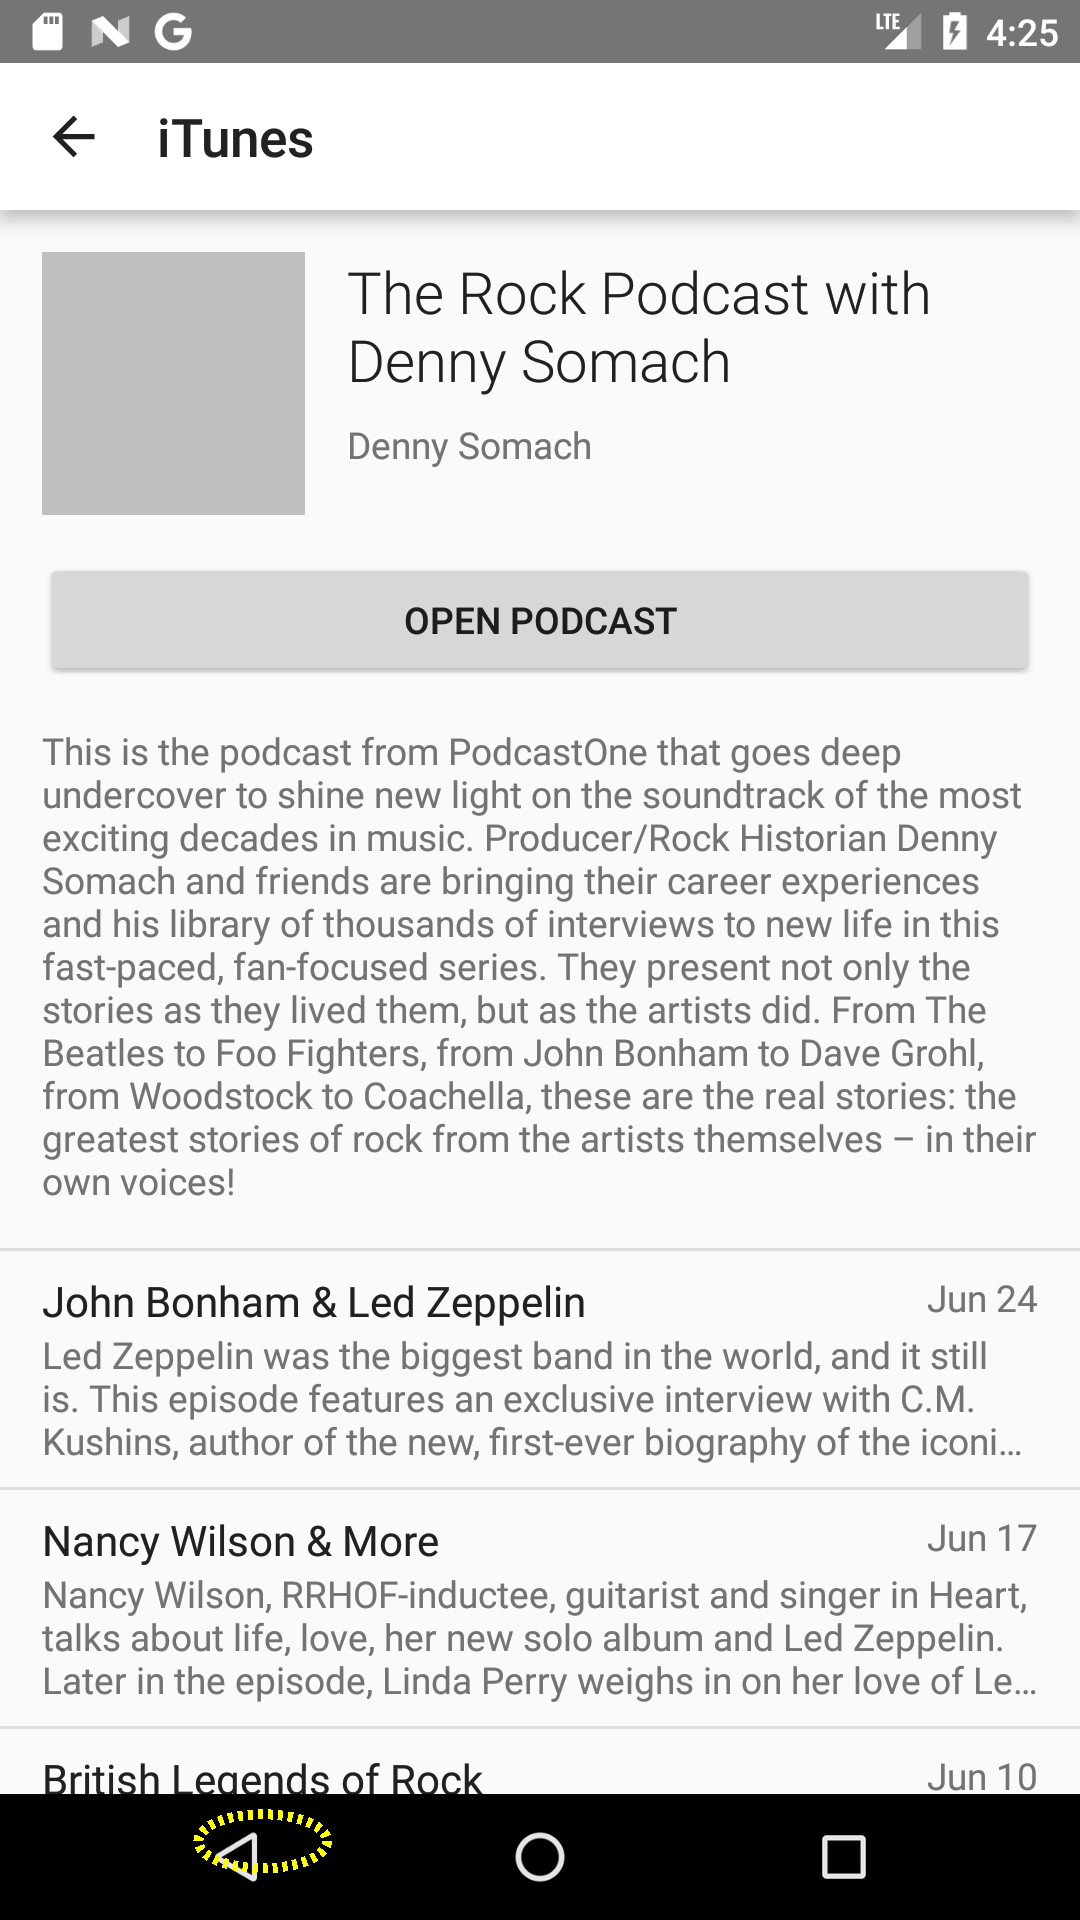 LTE 4:25
iTunes
The Rock Podcast with
Denny Somach
Denny Somach
OPEN PODCAST
This is the podcast from PodcastOne that goes deep
undercover to shine new light on the soundtrack of the most
exciting decades in music. Producer/Rock Historian Denny
Somach and friends are bringing their career experiences
and his library of thousands of interviews to new life in this
fast-paced, fan-focused series. They present not only the
stories as they lived them, but as the artists did. From The
Beatles to Foo Fighters, from John Bonham to Dave Grohl,
from Woodstock to Coachella, these are the real stories: the
greatest stories of rock from the artists themselves – in their
own voices!
John Bonham & Led Zeppelin Jun 24
Led Zeppelin was the biggest band in the world, and it still
is. This episode features an exclusive interview with C.M.
Kushins, author of the new, first-ever biography of the iconi…
Nancy Wilson & More Jun 17
Nancy Wilson, RRHOF-inductee, guitarist and singer in Heart,
talks about life, love, her new solo album and Led Zeppelin.
Later in the episode, Linda Perry weighs in on her love of Le…
British Legends of Rock Jun 10